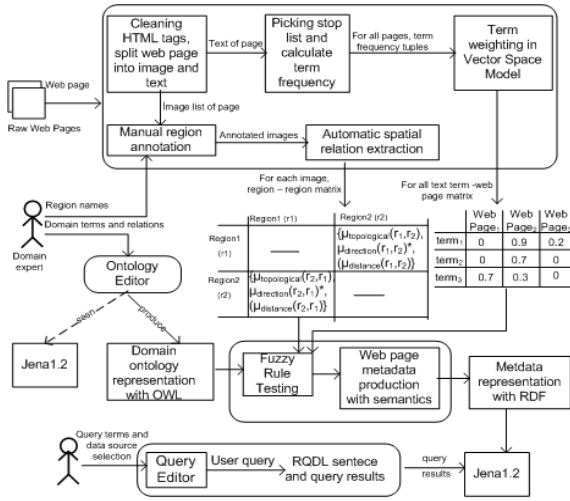 Cleaning
HTML tags,
split web page
into image and
text
Text of page
Picking stop
list and
calculate
term
frequency
For all pages, term
frequency tuples
Term
weighting in
Vector Space
Model
Web page
Raw Web Pages
Image list of page
Manual region
annotation
Annotated images
Automatic spatial
relation extraction
For each image,
region – region matrix
For all text term -web
page matrix
Region names
Domain terms and relations
Domain
expert
Ontology
Editor
uses
produce
Region1 (r1)
Region2 (r2)
Region1
(r1)
{μtopological(r1,r2),
μdirection(r1,r2)*,
(μdistance(r1,r2)}
Region2
(r2)
{μtopological(r2,r1),
μdirection(r2,r1)*,
(μdistance(r2,r1)}
Web Page1
Web Page2
Web Page3
term1 0 0.9 0.2
term2 0 0.7 0
term3 0.7 0.3 0
Jena1.2
Domain
ontology
representation
with OWL
Fuzzy
Rule
Testing
Web page
metadata
production
with semantics
Metdata
representation
with RDF
Query terms and
data source
selection
Query
Editor
User query
RQDL sentece
and query results
query
results
Jena1.2